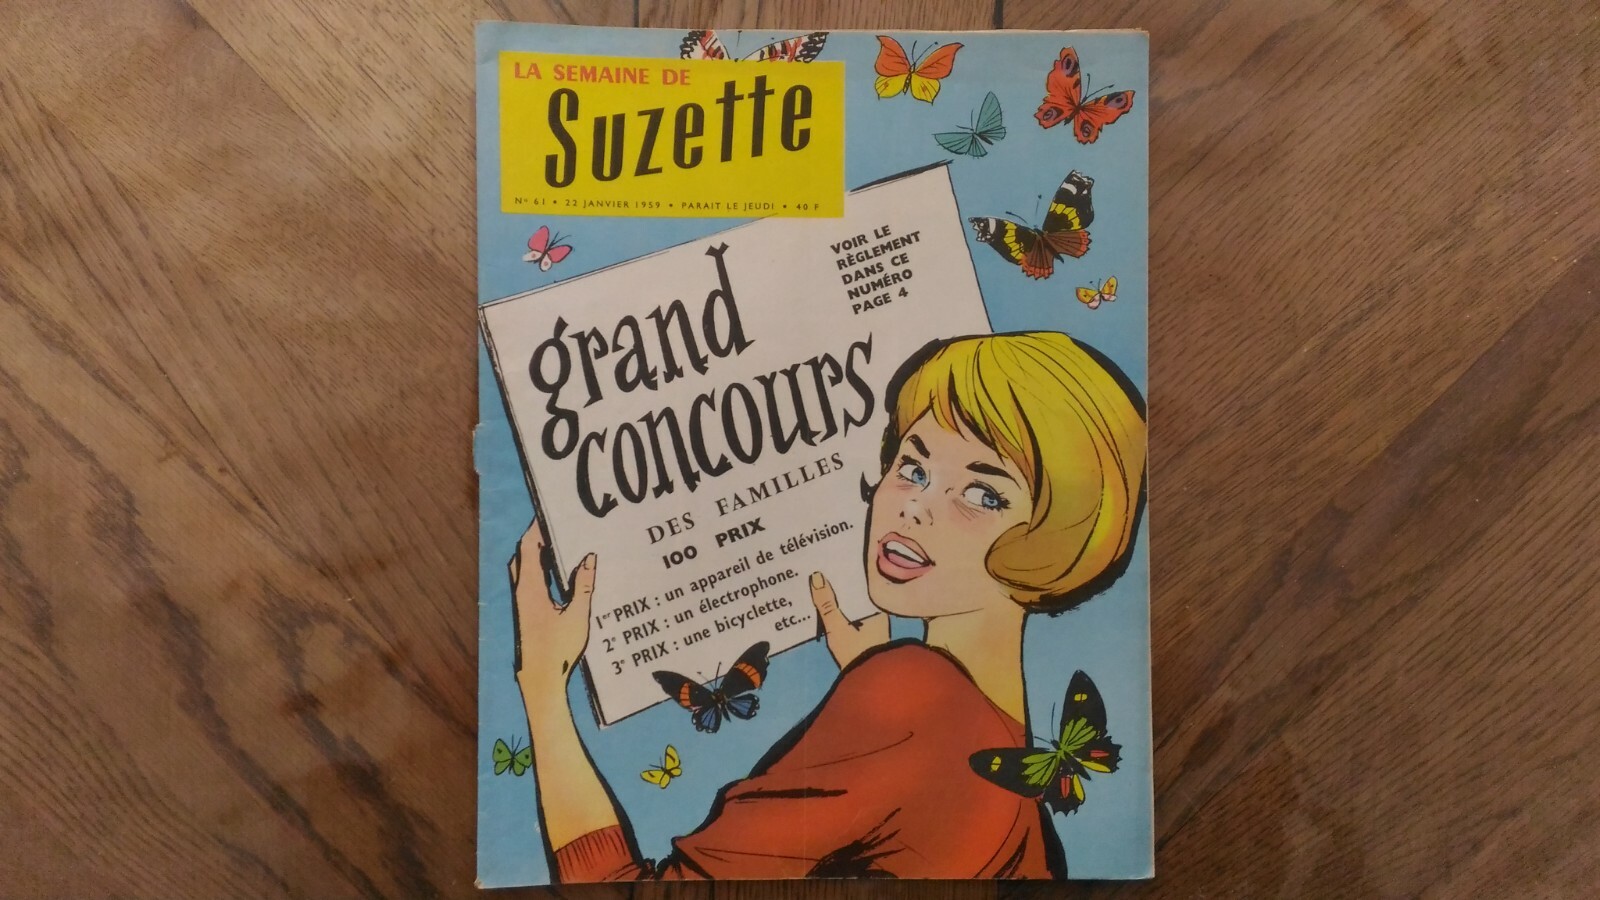 LA SEMAINE DE
Suzette
N° 61 • 22 JANVIER 1959 • PARAIT LE JEUDI • 40 F
VOIR LE
RÈGLEMENT
DANS CE
NUMÉRO
PAGE 4
grand
concours
DES FAMILLES
100 PRIX
1er PRIX : un appareil de télévision.
2e PRIX : un électrophone.
3e PRIX : une bicyclette,
etc...